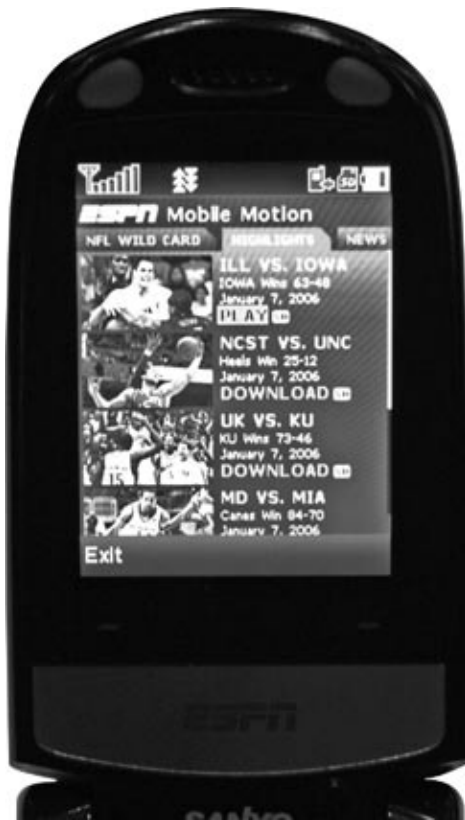 SD
ESPN Mobile Motion
NFL WILD CARD HIGHLIGHTS NEWS
ILL VS. IOWA
IOWA Wins 63-48
January 7, 2006
PLAY
NCST VS. UNC
Heels Win 25-12
January 7, 2006
DOWNLOAD
UK VS. KU
KU Wins 73-46
January 7, 2006
DOWNLOAD
MD VS. MIA
Canes Win 84-70
January 7, 2006
Exit
ESPN
SANYO